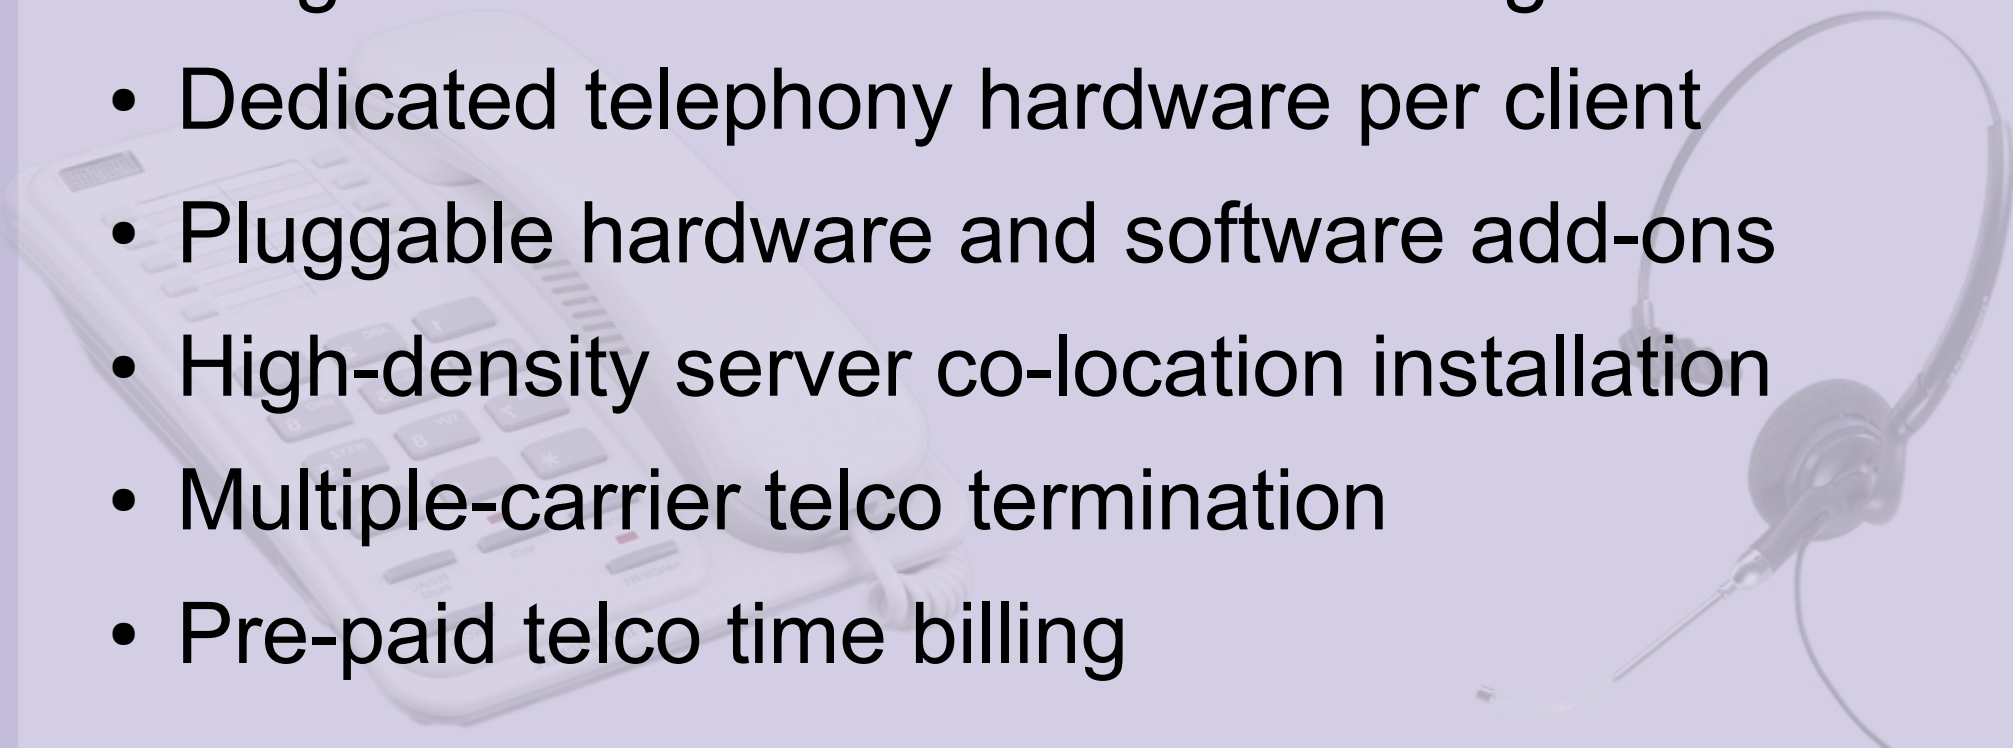 • Dedicated telephony hardware per client
• Pluggable hardware and software add-ons
• High-density server co-location installation
• Multiple-carrier telco termination
• Pre-paid telco time billing